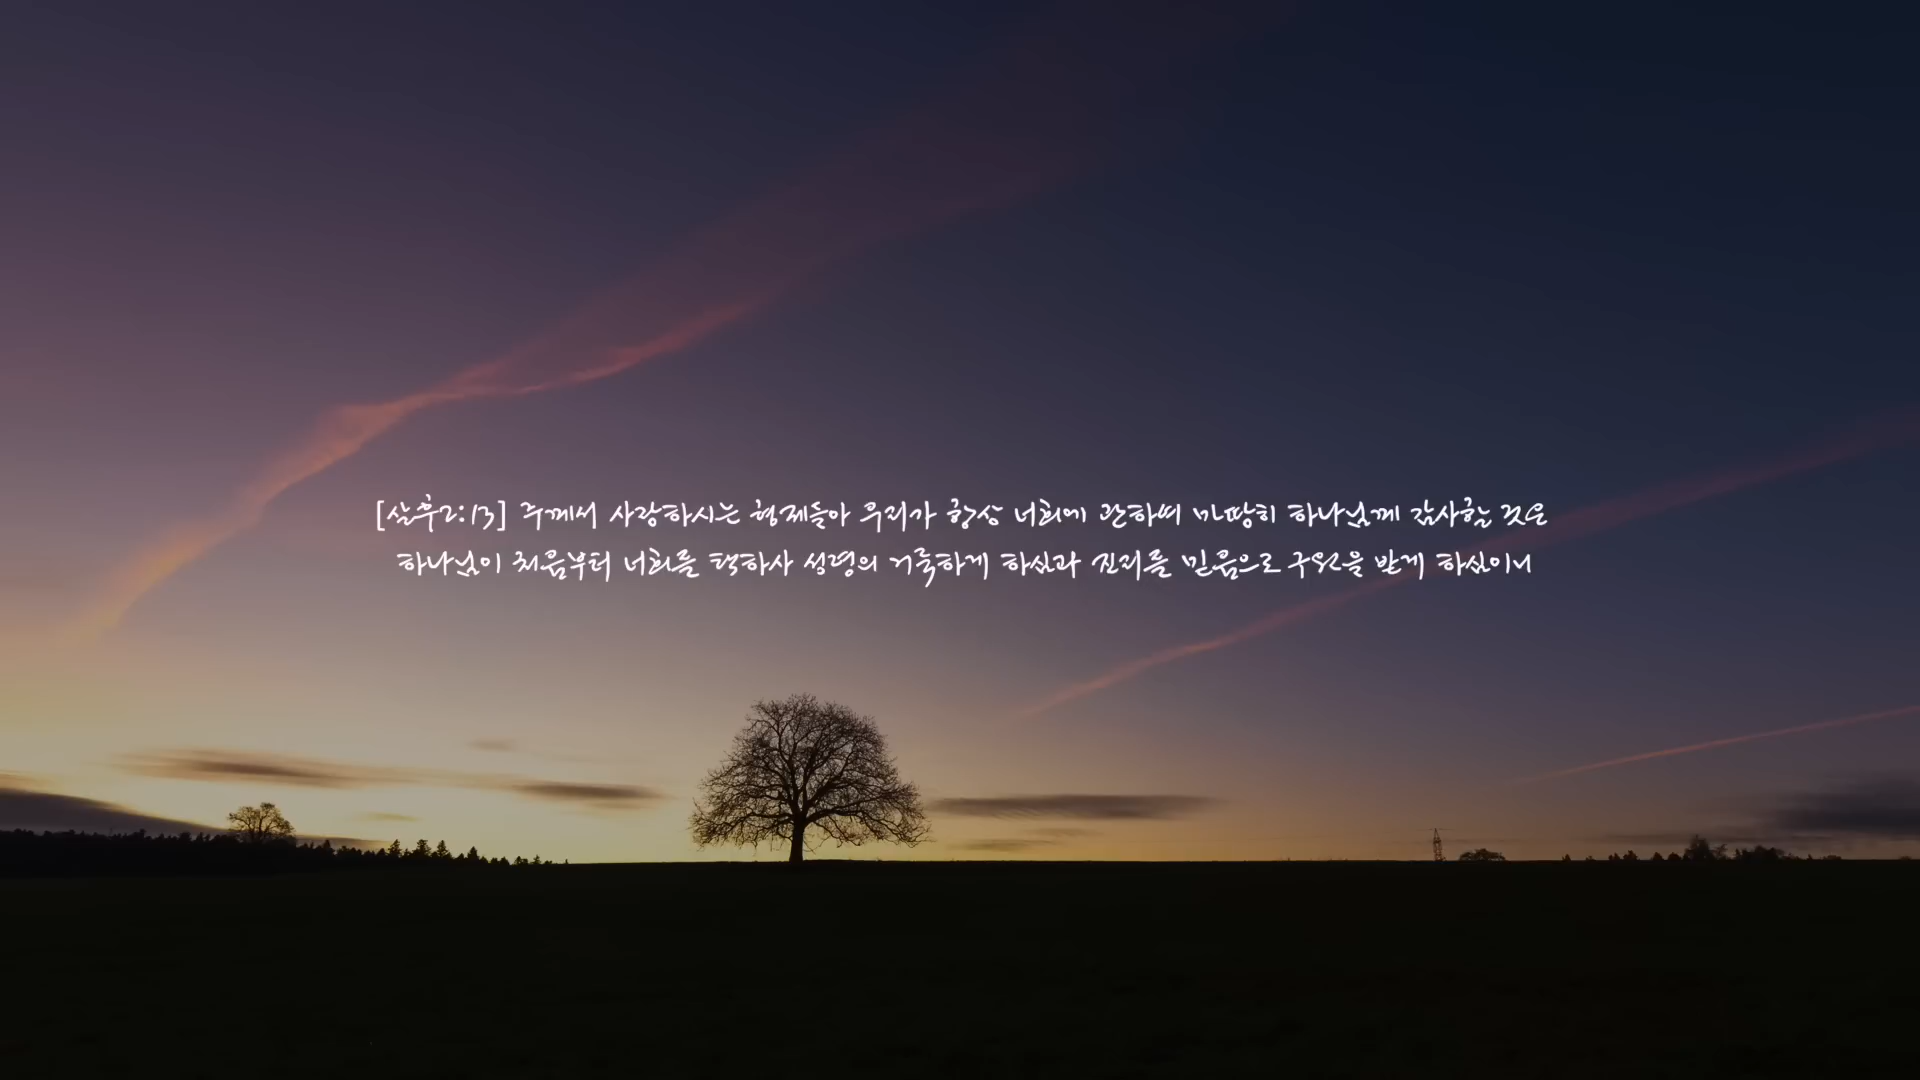 [살후2:13] 주께서 사랑하시는 형제들아 우리가 항상 너희에 관하여 마땅히 하나님께 감사할 것은
하나님이 처음부터 너희를 택하사 성령의 거룩하게 하심과 진리를 믿음으로 구원을 받게 하심이니